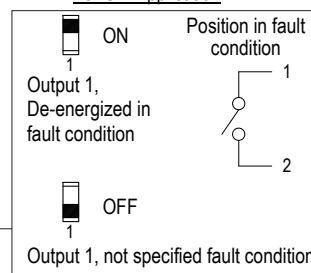 ON
1
Output 1,
De-energized in
fault condition
Position in fault
condition
1
2
OFF
1
Output 1, not specified fault condition